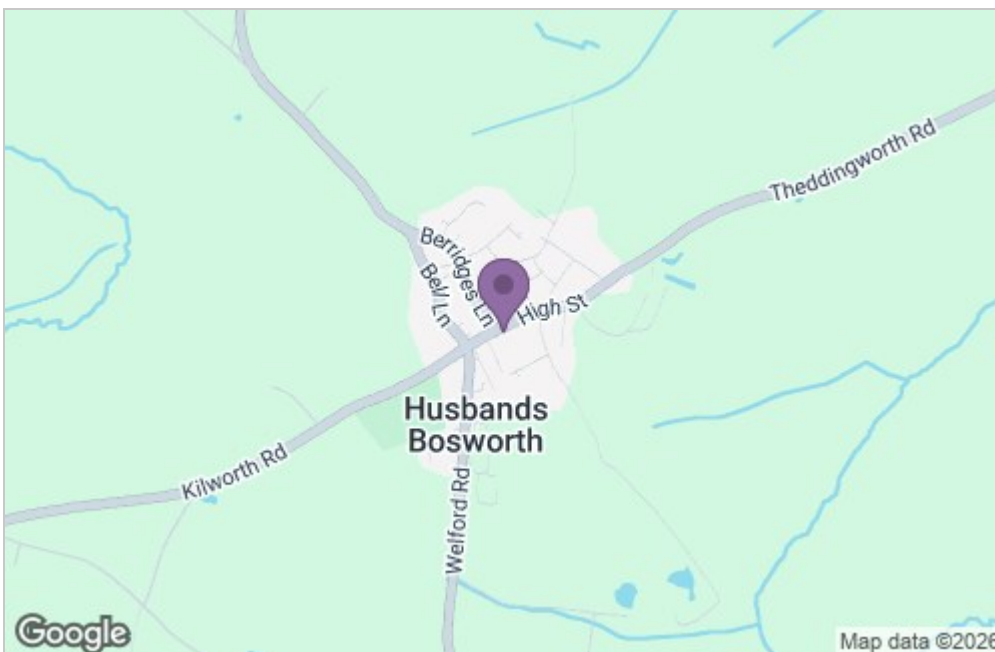 Theddingworth Rd
Berridges Ln
Bell Ln
High St
Husbands
Bosworth
Kilworth Rd
Welford Rd
Google
Map data ©2026